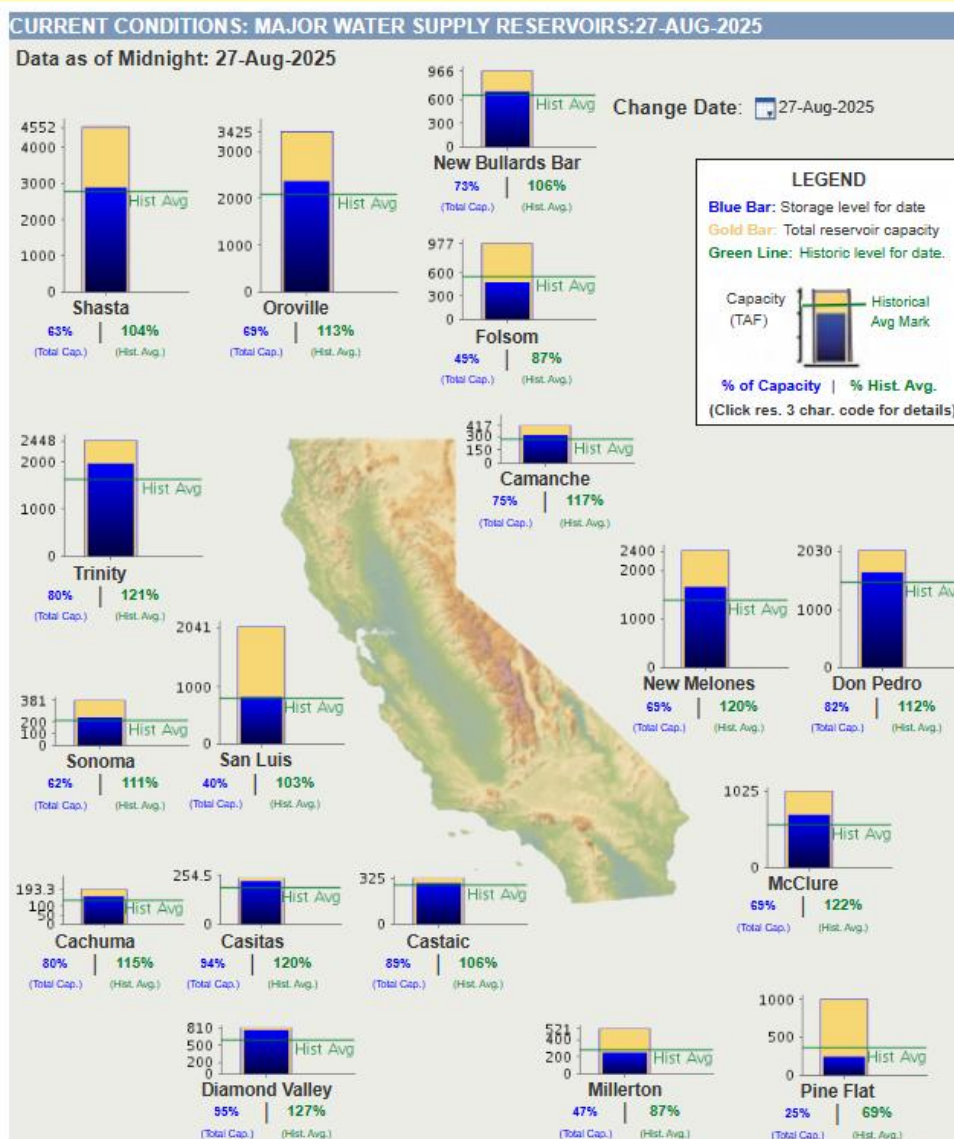 CURRENT CONDITIONS: MAJOR WATER SUPPLY RESERVOIRS:27-AUG-2025
Data as of Midnight: 27-Aug-2025
Change Date: 27-Aug-2025
4552
4000
3000
2000
1000
0
Hist Avg
Shasta
63% | 104%
(Total Cap.) (Hist. Avg.)
3425
3000
2000
1000
0
Hist Avg
Oroville
69% | 113%
(Total Cap.) (Hist. Avg.)
966
600
300
0
Hist Avg
New Bullards Bar
73% | 106%
(Total Cap.) (Hist. Avg.)
977
600
300
0
Hist Avg
Folsom
49% | 87%
(Total Cap.) (Hist. Avg.)
LEGEND
Blue Bar: Storage level for date
Gold Bar: Total reservoir capacity
Green Line: Historic level for date.
Capacity
(TAF)
Historical
Avg Mark
% of Capacity | % Hist. Avg.
(Click res. 3 char. code for details)
2448
2000
1000
0
Hist Avg
Trinity
80% | 121%
(Total Cap.) (Hist. Avg.)
417
300
150
0
Hist Avg
Camanche
75% | 117%
(Total Cap.) (Hist. Avg.)
2400
2000
1000
0
Hist Avg
New Melones
69% | 120%
(Total Cap.) (Hist. Avg.)
2030
1000
0
Hist Av
Don Pedro
82% | 112%
(Total Cap.) (Hist. Avg.)
381
200
100
0
Hist Avg
Sonoma
62% | 111%
(Total Cap.) (Hist. Avg.)
2041
1000
0
Hist Avg
San Luis
40% | 103%
(Total Cap.) (Hist. Avg.)
1025
0
Hist Avg
McClure
69% | 122%
(Total Cap.) (Hist. Avg.)
193.3
100
50
0
Hist Avg
Cachuma
80% | 115%
(Total Cap.) (Hist. Avg.)
254.5
0
Hist Avg
Casitas
94% | 120%
(Total Cap.) (Hist. Avg.)
325
0
Hist Avg
Castaic
89% | 106%
(Total Cap.) (Hist. Avg.)
810
500
200
0
Hist Avg
Diamond Valley
95% | 127%
(Total Cap.) (Hist. Avg.)
521
400
200
0
Hist Avg
Millerton
47% | 87%
(Total Cap.) (Hist. Avg.)
1000
500
0
Hist Avg
Pine Flat
25% | 69%
(Total Cap.) (Hist. Avg.)